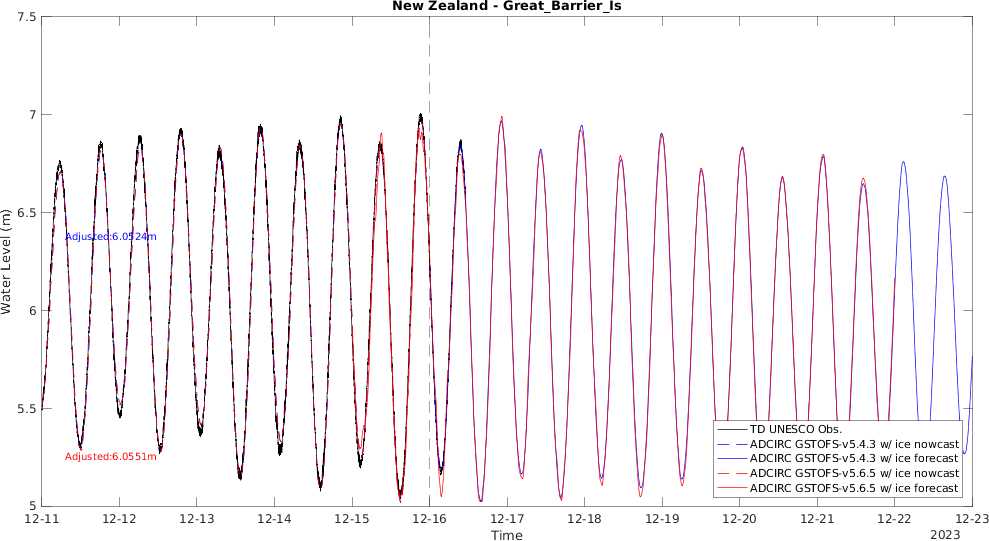 New Zealand - Great_Barrier_Is
7.5
7
6.5
6
5.5
5
Water Level (m)
Adjusted:6.0524m
Adjusted:6.0551m
TD UNESCO Obs.
ADCIRC GSTOFS-v5.4.3 w/ ice nowcast
ADCIRC GSTOFS-v5.4.3 w/ ice forecast
ADCIRC GSTOFS-v5.6.5 w/ ice nowcast
ADCIRC GSTOFS-v5.6.5 w/ ice forecast
12-11 12-12 12-13 12-14 12-15 12-16 12-17 12-18 12-19 12-20 12-21 12-22 12-23
Time
2023